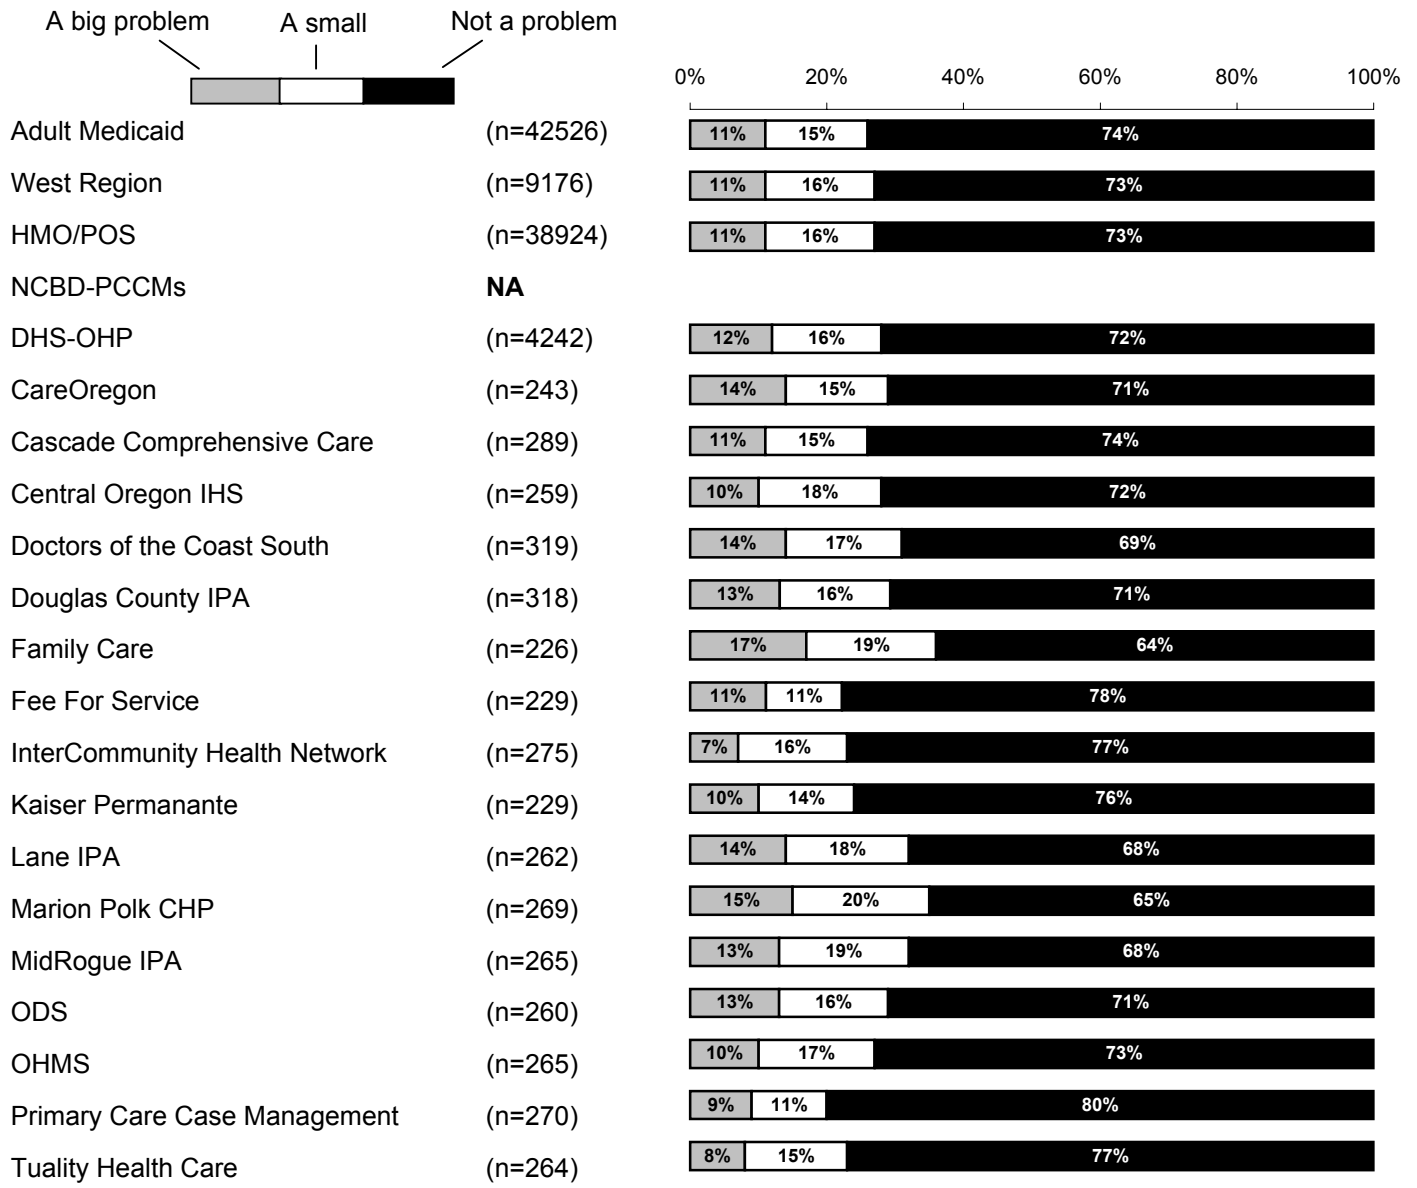 A big problem A small Not a problem
0% 20% 40% 60% 80% 100%
Adult Medicaid (n=42526) 11% 15% 74%
West Region (n=9176) 11% 16% 73%
HMO/POS (n=38924) 11% 16% 73%
NCBD-PCCMs NA
DHS-OHP (n=4242) 12% 16% 72%
CareOregon (n=243) 14% 15% 71%
Cascade Comprehensive Care (n=289) 11% 15% 74%
Central Oregon IHS (n=259) 10% 18% 72%
Doctors of the Coast South (n=319) 14% 17% 69%
Douglas County IPA (n=318) 13% 16% 71%
Family Care (n=226) 17% 19% 64%
Fee For Service (n=229) 11% 11% 78%
InterCommunity Health Network (n=275) 7% 16% 77%
Kaiser Permanante (n=229) 10% 14% 76%
Lane IPA (n=262) 14% 18% 68%
Marion Polk CHP (n=269) 15% 20% 65%
MidRogue IPA (n=265) 13% 19% 68%
ODS (n=260) 13% 16% 71%
OHMS (n=265) 10% 17% 73%
Primary Care Case Management (n=270) 9% 11% 80%
Tuality Health Care (n=264) 8% 15% 77%